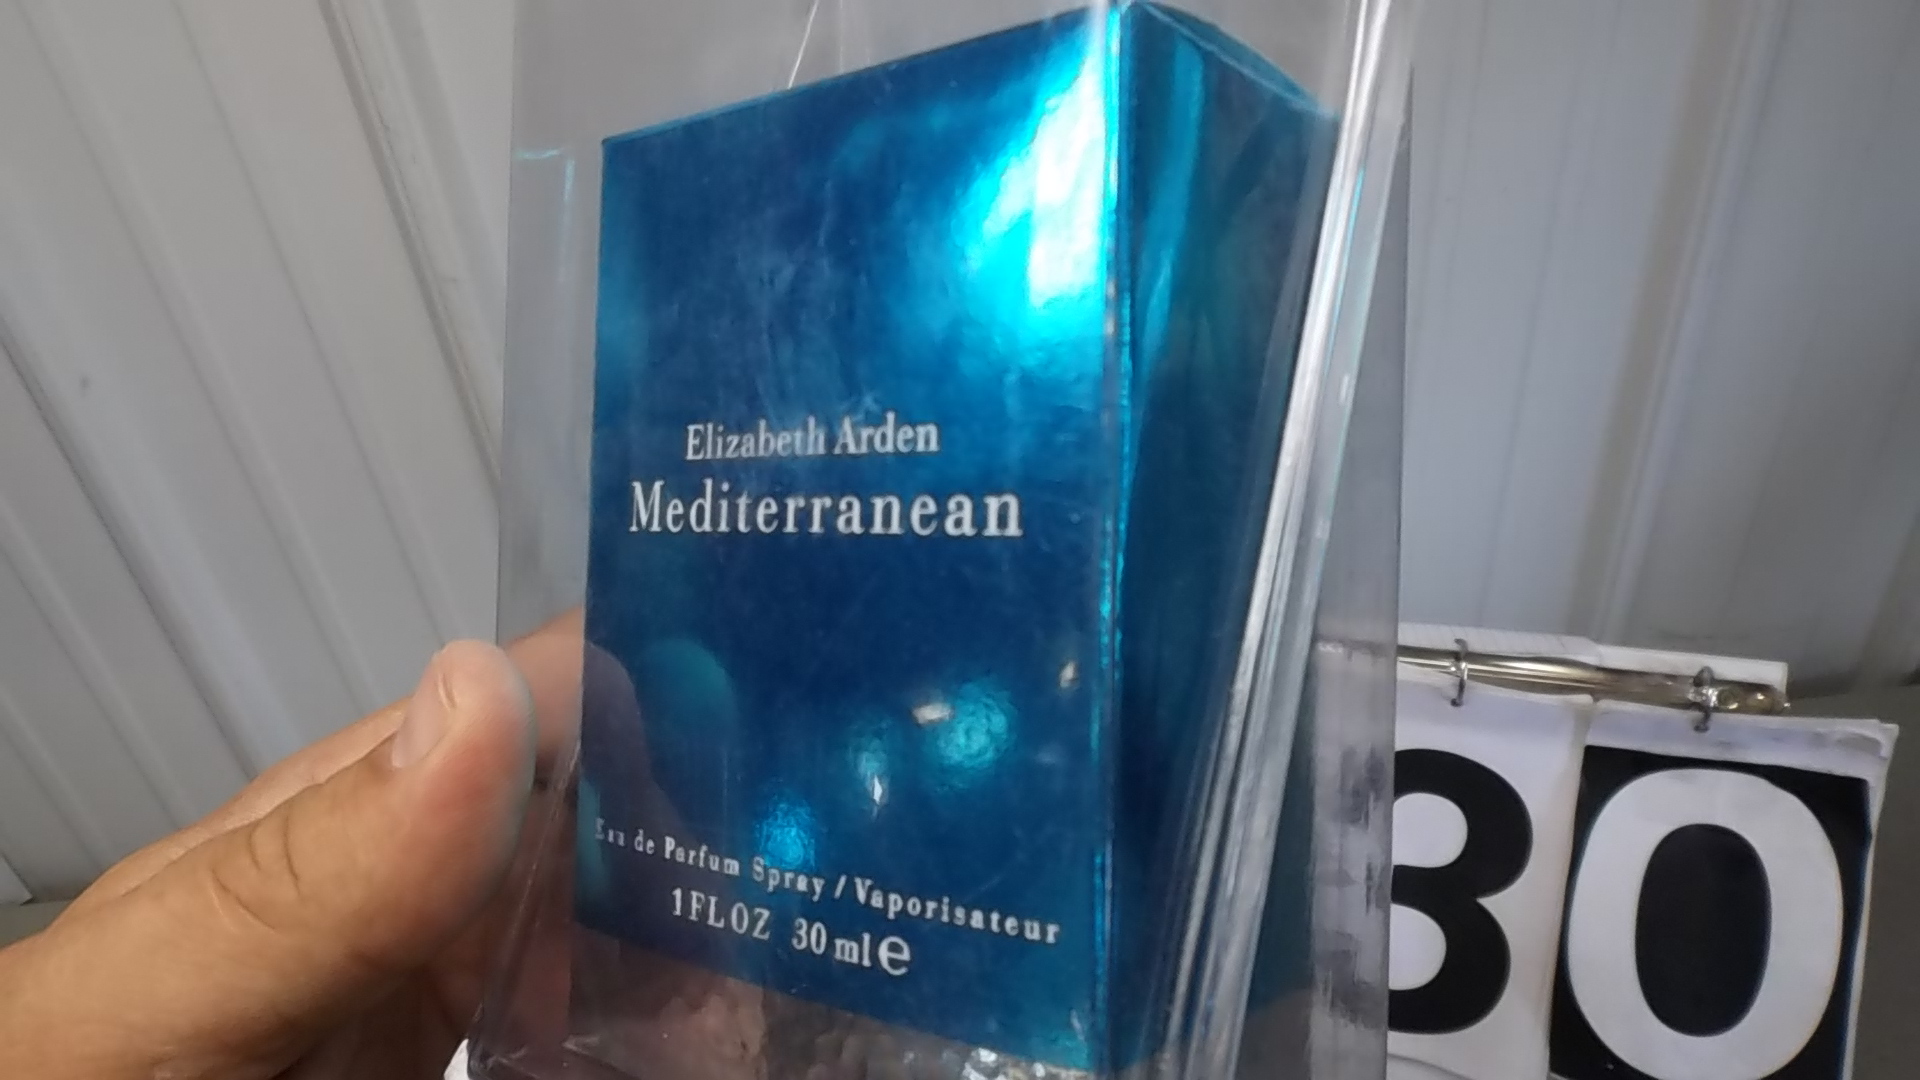 Elizabeth Arden
Mediterranean
Eau de Parfum Spray / Vaporisateur
1 FL OZ 30 ml e
30